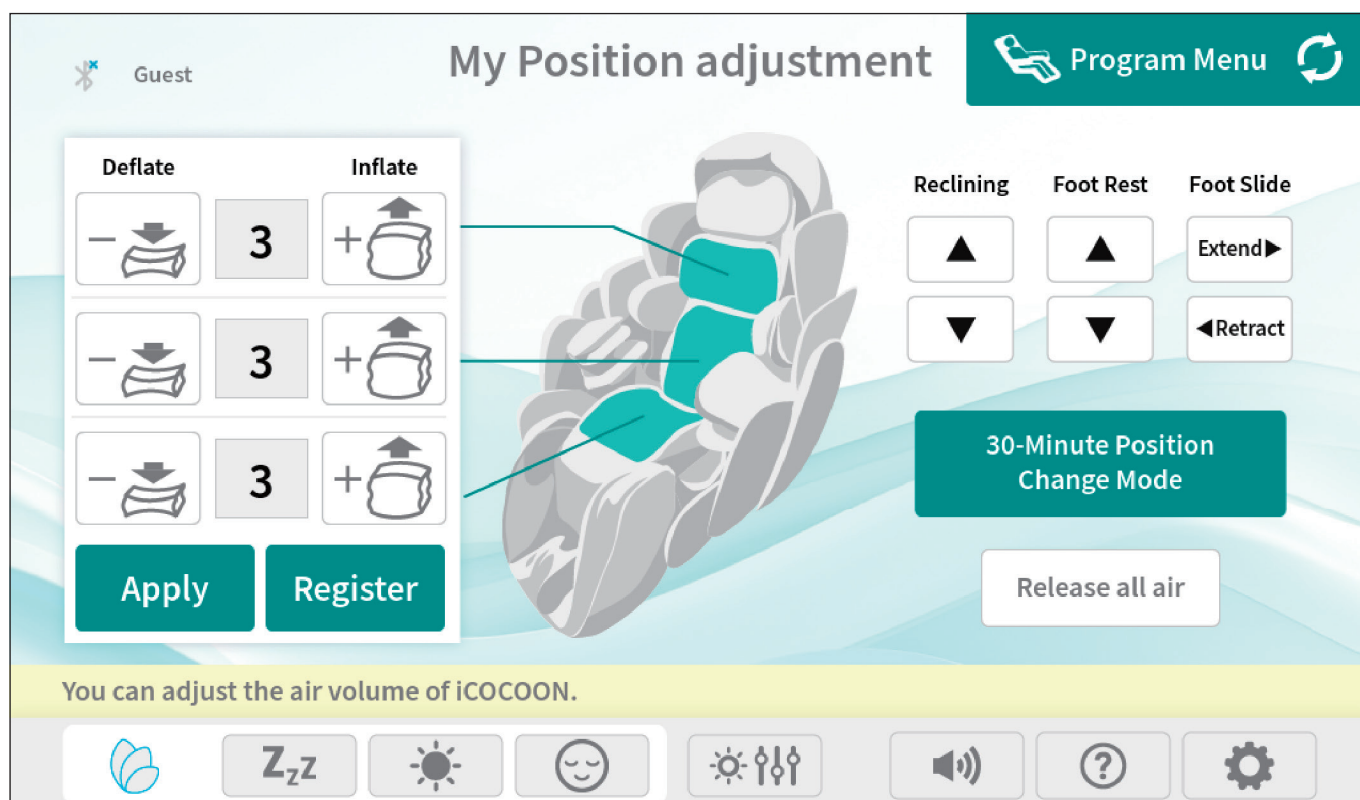 Guest
My Position adjustment
Program Menu
Deflate
Inflate
3
3
3
Apply
Register
Reclining
Foot Rest
Foot Slide
▲
▲
Extend▶
▼
▼
◀Retract
30-Minute Position
Change Mode
Release all air
You can adjust the air volume of iCOCOON.
Zzz
?